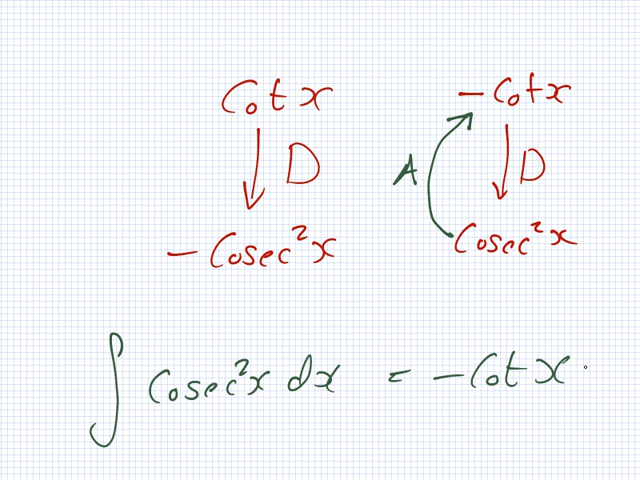 Cot x - Cot x
D A D
- Cosec²x Cosec²x
∫ Cosec²x dx = - Cot x